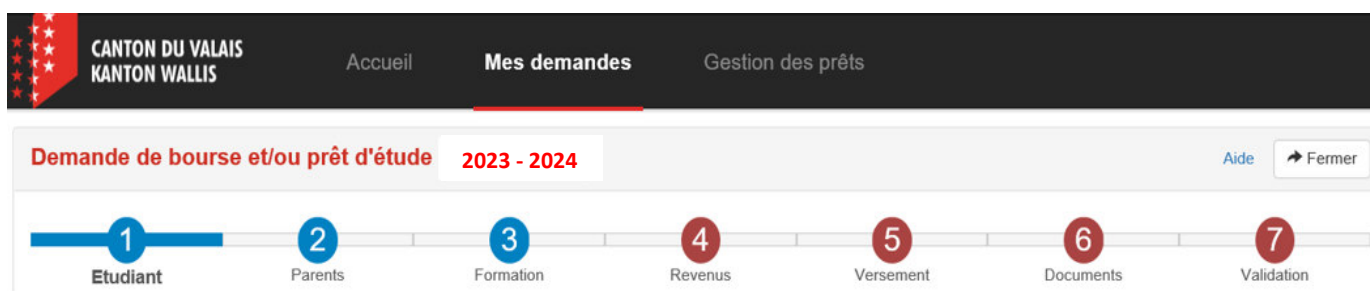 CANTON DU VALAIS
KANTON WALLIS
Accueil Mes demandes Gestion des prêts
Demande de bourse et/ou prêt d'étude 2023 - 2024 Aide Fermer
1 2 3 4 5 6 7
Etudiant Parents Formation Revenus Versement Documents Validation